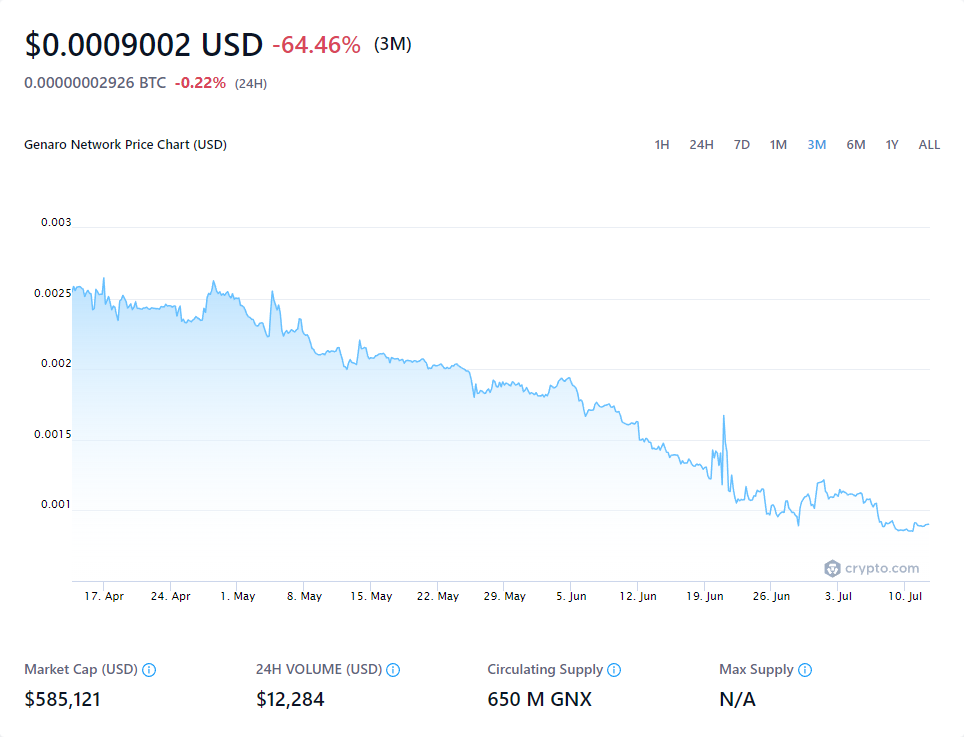 $0.0009002 USD -64.46% (3M)
0.00000002926 BTC -0.22% (24H)
Genaro Network Price Chart (USD)
1H 24H 7D 1M 3M 6M 1Y ALL
0.003
0.0025
0.002
0.0015
0.001
crypto.com
17. Apr 24. Apr 1. May 8. May 15. May 22. May 29. May 5. Jun 12. Jun 19. Jun 26. Jun 3. Jul 10. Jul
Market Cap (USD) 24H VOLUME (USD) Circulating Supply Max Supply
$585,121 $12,284 650 M GNX N/A